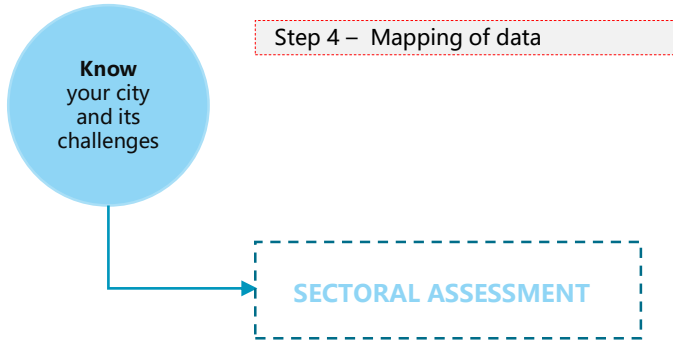 Step 4 – Mapping of data
Know
your city
and its
challenges
SECTORAL ASSESSMENT